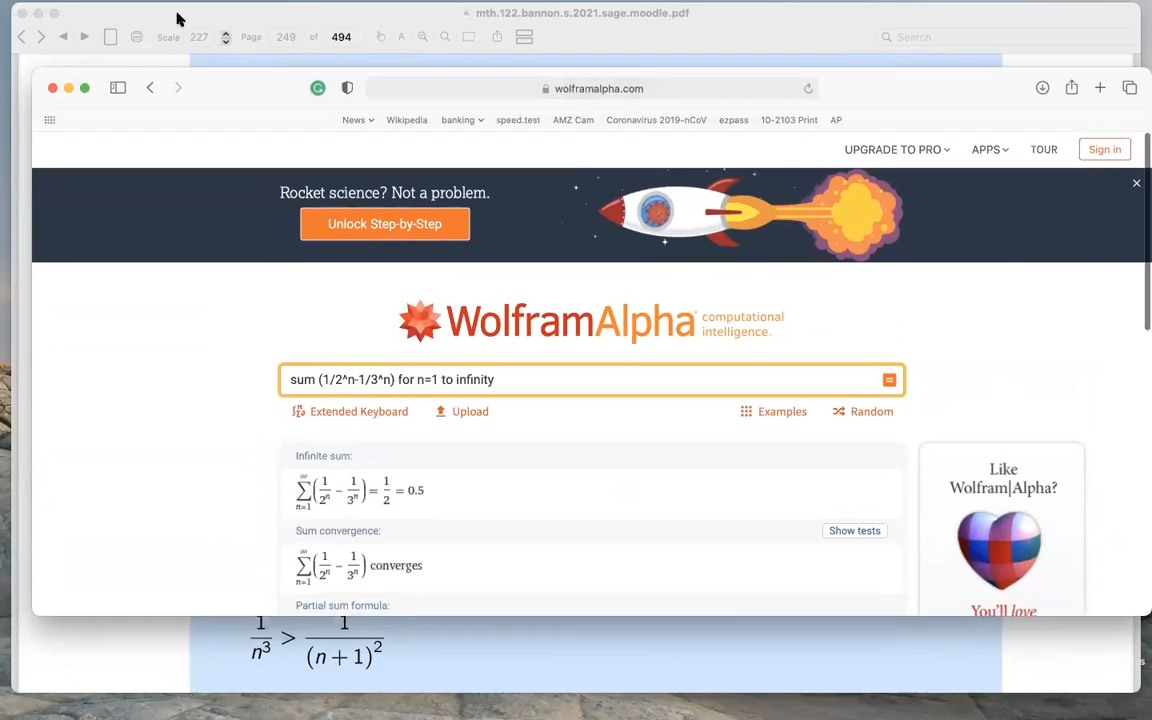 mth.122.bannon.s.2021.sage.moodle.pdf
Scale 227 Page 249 of 494 A Search
wolframalpha.com
News Wikipedia banking speed.test AMZ Cam Coronavirus 2019-nCoV ezpass 10-2103 Print AP
UPGRADE TO PRO APPS TOUR Sign in
Rocket science? Not a problem.
Unlock Step-by-Step
WolframAlpha computational intelligence.
sum (1/2^n-1/3^n) for n=1 to infinity
Extended Keyboard Upload Examples Random
Infinite sum:
∑_{n=1}^{∞} (1/2^n − 1/3^n) = 1/2 = 0.5
Sum convergence: Show tests
∑_{n=1}^{∞} (1/2^n − 1/3^n) converges
Partial sum formula:
Like
Wolfram|Alpha?
You'll love
1/n^3 > 1/(n + 1)^2